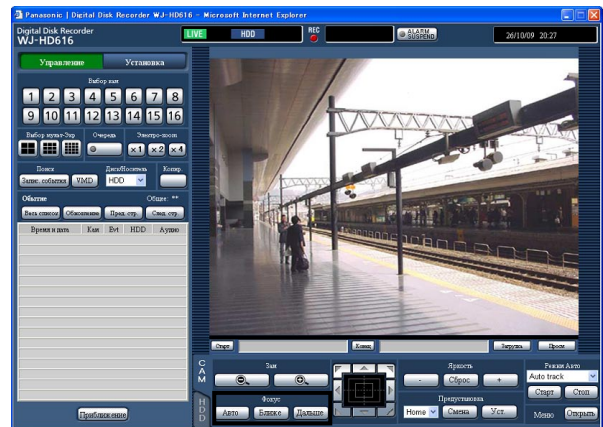 Panasonic | Digital Disk Recorder WJ-HD616 - Microsoft Internet Explorer
Digital Disk Recorder
WJ-HD616
LIVE HDD REC ALARM SUSPEND 26/10/09 20:27
Управление Установка
Выбор кам
1 2 3 4 5 6 7 8
9 10 11 12 13 14 15 16
Выбор мульт-Экр Очередь Электро-zoom
x1 x2 x4
Поиск Диск/Носитель Копир.
Запис. события VMD HDD
Общее: **
Весь список Обновление Пред. стр. След. стр.
Время и дата Кам Evt HDD Аудио
Старт Конец Загрузить Просм
CAM
HDD
Зам Яркость Режим Авто
- Сброс + Auto track
Фокус Предустановка Старт Стоп
Авто Ближе Дальше Home Смена Уст. Меню Открыть
Приближение